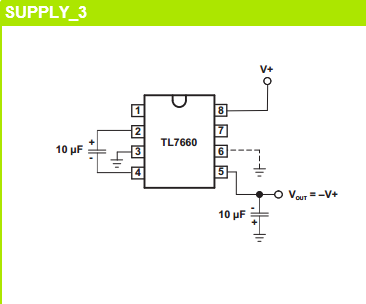 SUPPLY_3
V+
1
8
2
7
TL7660
+
10 µF
-
3
6
4
5
VOUT = –V+
10 µF
-
+